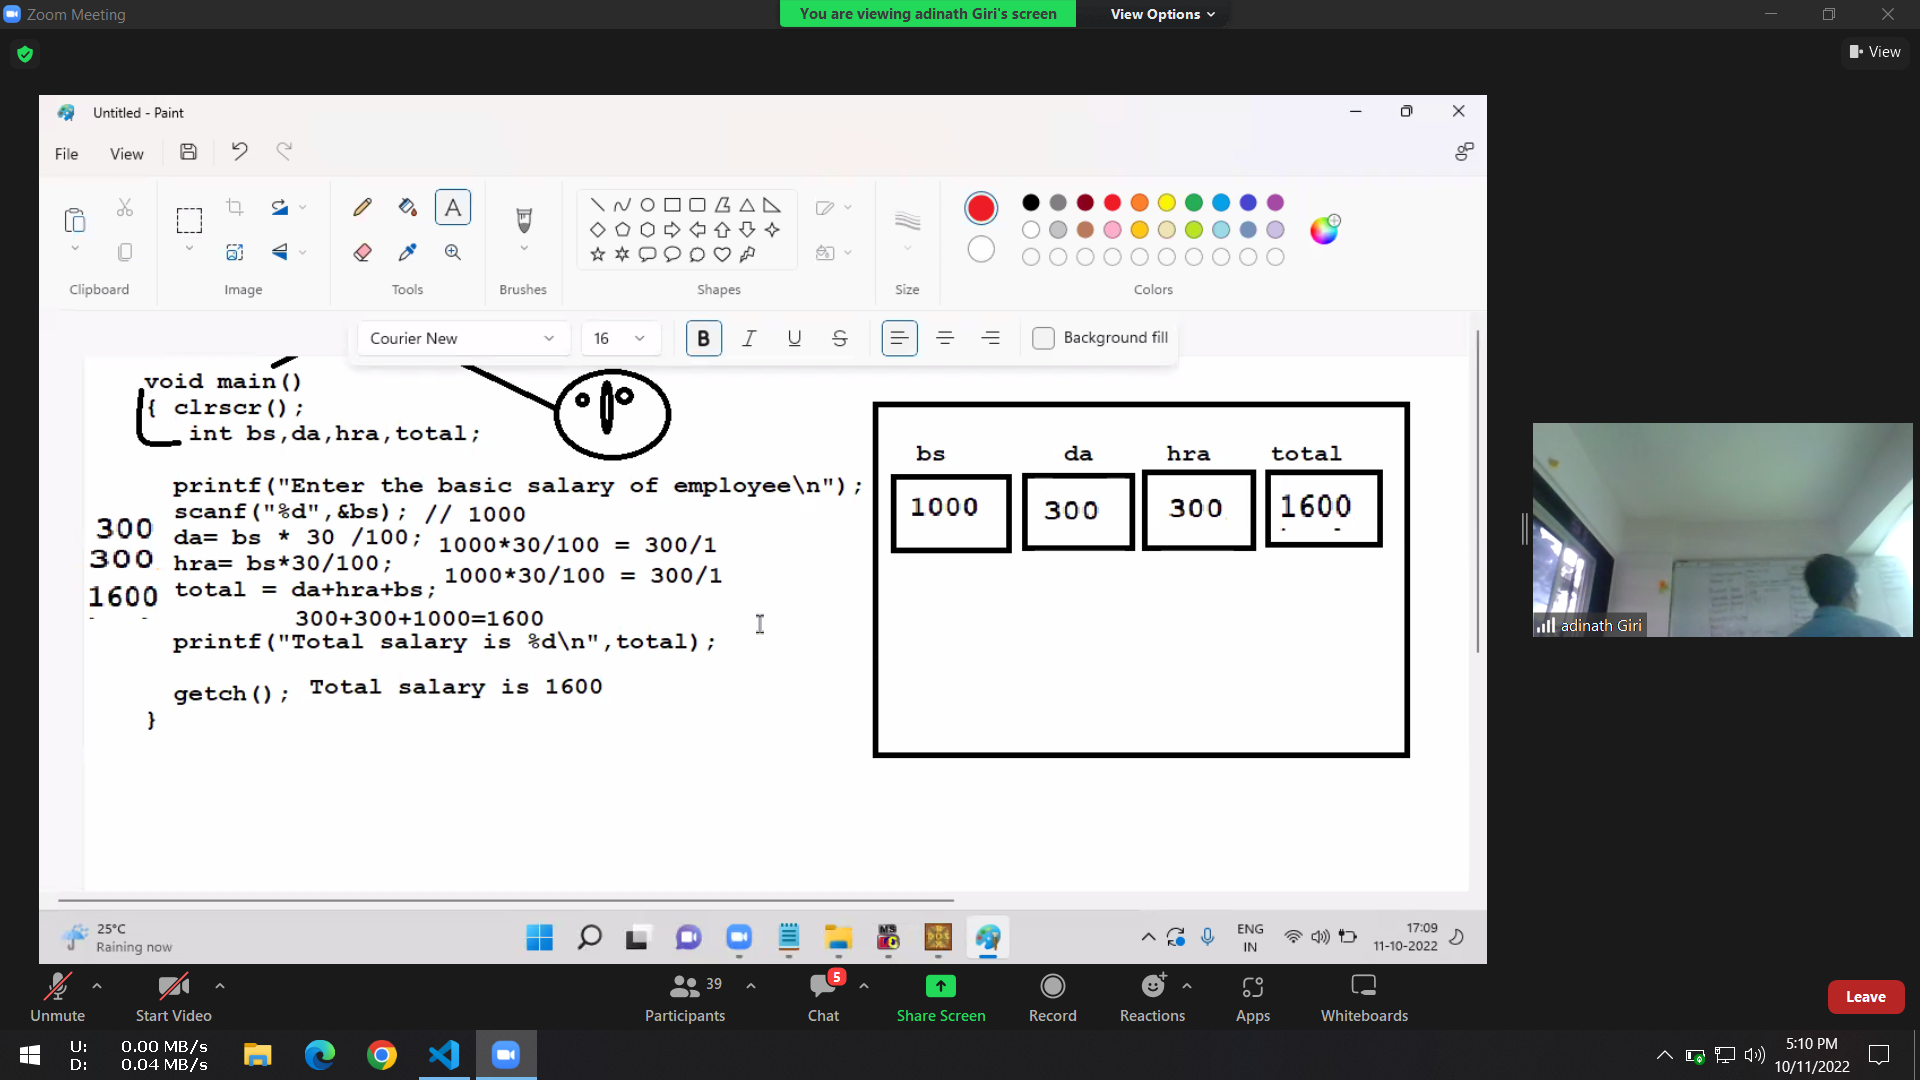 Zoom Meeting
You are viewing adinath Giri's screen
View Options
View
Untitled - Paint
File
View
Clipboard
Image
Tools
Brushes
Shapes
Size
Colors
Courier New
16
B
I
U
S
Background fill
void main()
{ clrscr();
int bs,da,hra,total;
printf("Enter the basic salary of employee\n");
scanf("%d",&bs); // 1000
300
da= bs * 30 /100; 1000*30/100 = 300/1
300
hra= bs*30/100; 1000*30/100 = 300/1
1600
total = da+hra+bs;
300+300+1000=1600
printf("Total salary is %d\n",total);
getch(); Total salary is 1600
}
bs da hra total
1000 300 300 1600
adinath Giri
25°C
Raining now
ENG
IN
17:09
11-10-2022
Unmute
Start Video
39
Participants
5
Chat
Share Screen
Record
Reactions
Apps
Whiteboards
Leave
U: 0.00 MB/s
D: 0.04 MB/s
5:10 PM
10/11/2022